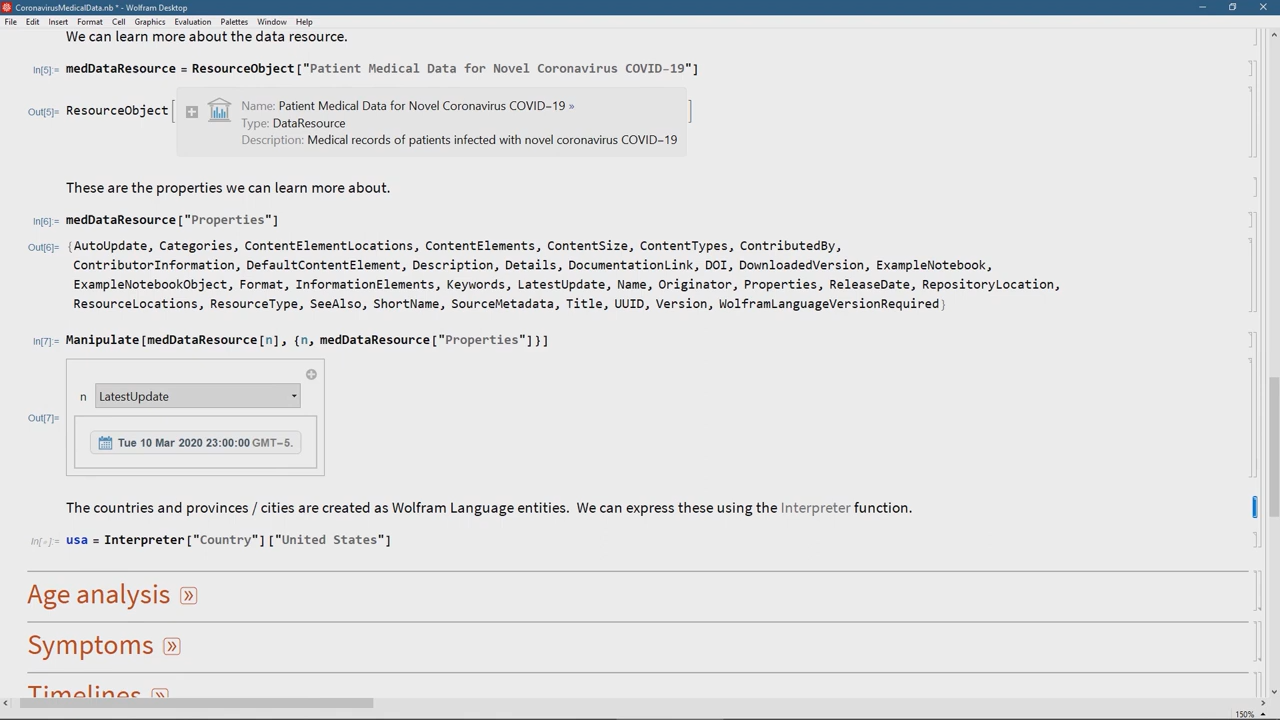 CoronavirusMedicalData.nb * - Wolfram Desktop
File Edit Insert Format Cell Graphics Evaluation Palettes Window Help
We can learn more about the data resource.
In[5]:= medDataResource = ResourceObject["Patient Medical Data for Novel Coronavirus COVID-19"]
Out[5]= ResourceObject[
Name: Patient Medical Data for Novel Coronavirus COVID-19 »
Type: DataResource
Description: Medical records of patients infected with novel coronavirus COVID-19
]
These are the properties we can learn more about.
In[6]:= medDataResource["Properties"]
Out[6]= {AutoUpdate, Categories, ContentElementLocations, ContentElements, ContentSize, ContentTypes, ContributedBy,
ContributorInformation, DefaultContentElement, Description, Details, DocumentationLink, DOI, DownloadedVersion, ExampleNotebook,
ExampleNotebookObject, Format, InformationElements, Keywords, LatestUpdate, Name, Originator, Properties, ReleaseDate, RepositoryLocation,
ResourceLocations, ResourceType, SeeAlso, ShortName, SourceMetadata, Title, UUID, Version, WolframLanguageVersionRequired}
In[7]:= Manipulate[medDataResource[n], {n, medDataResource["Properties"]}]
n LatestUpdate
Out[7]=
Tue 10 Mar 2020 23:00:00 GMT-5.
The countries and provinces / cities are created as Wolfram Language entities. We can express these using the Interpreter function.
In[∘]:= usa = Interpreter["Country"]["United States"]
Age analysis
Symptoms
Timelines
150%